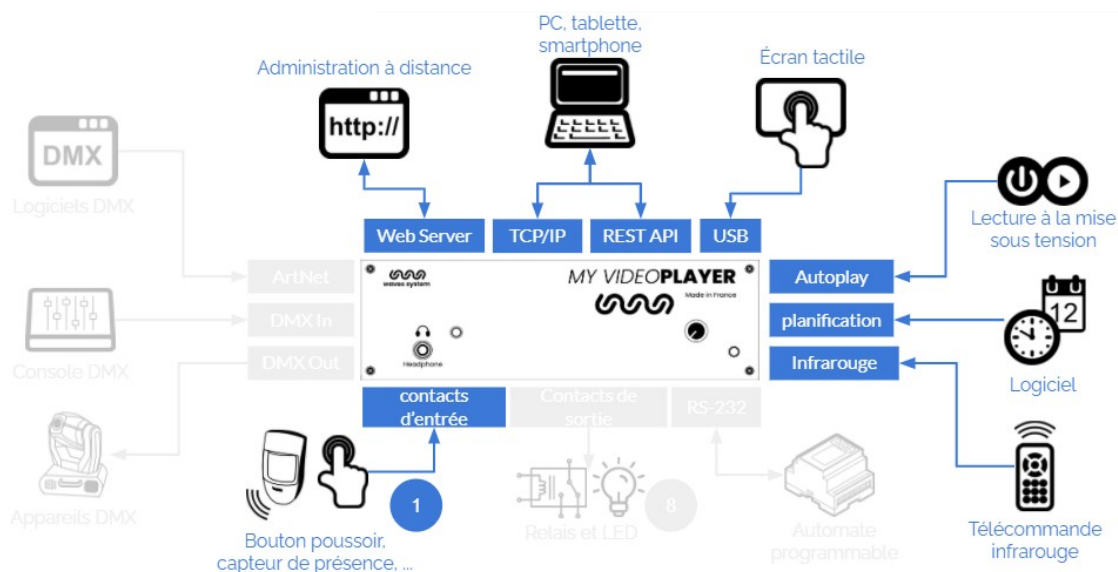 PC, tablette,
smartphone
Administration à distance
Écran tactile
http://
DMX
Logiciels DMX
Lecture à la mise
sous tension
Web Server
TCP/IP
REST API
USB
ArtNet
waves system
MY VIDEOPLAYER
Made in France
Autoplay
DMX In
planification
12
Console DMX
DMX Out
Headphone
Infrarouge
Logiciel
contacts
d'entrée
Contacts de
sortie
RS-232
1
8
Appareils DMX
Relais et LED
Automate
programmable
Bouton poussoir,
capteur de présence, ...
Télécommande
infrarouge